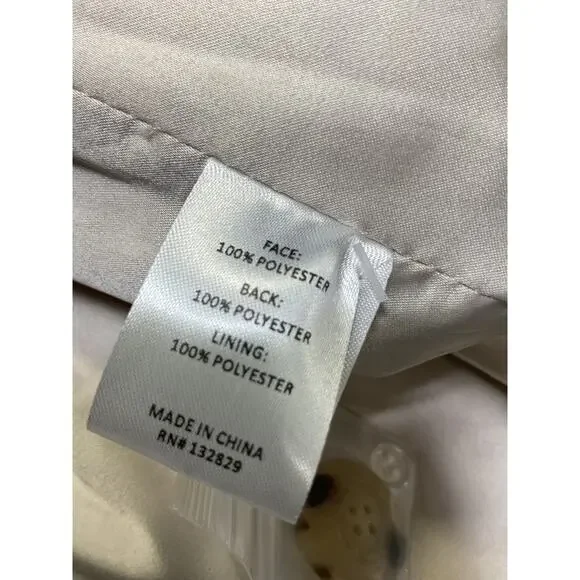 FACE:
100% POLYESTER
BACK:
100% POLYESTER
LINING:
100% POLYESTER
MADE IN CHINA
RN# 132829